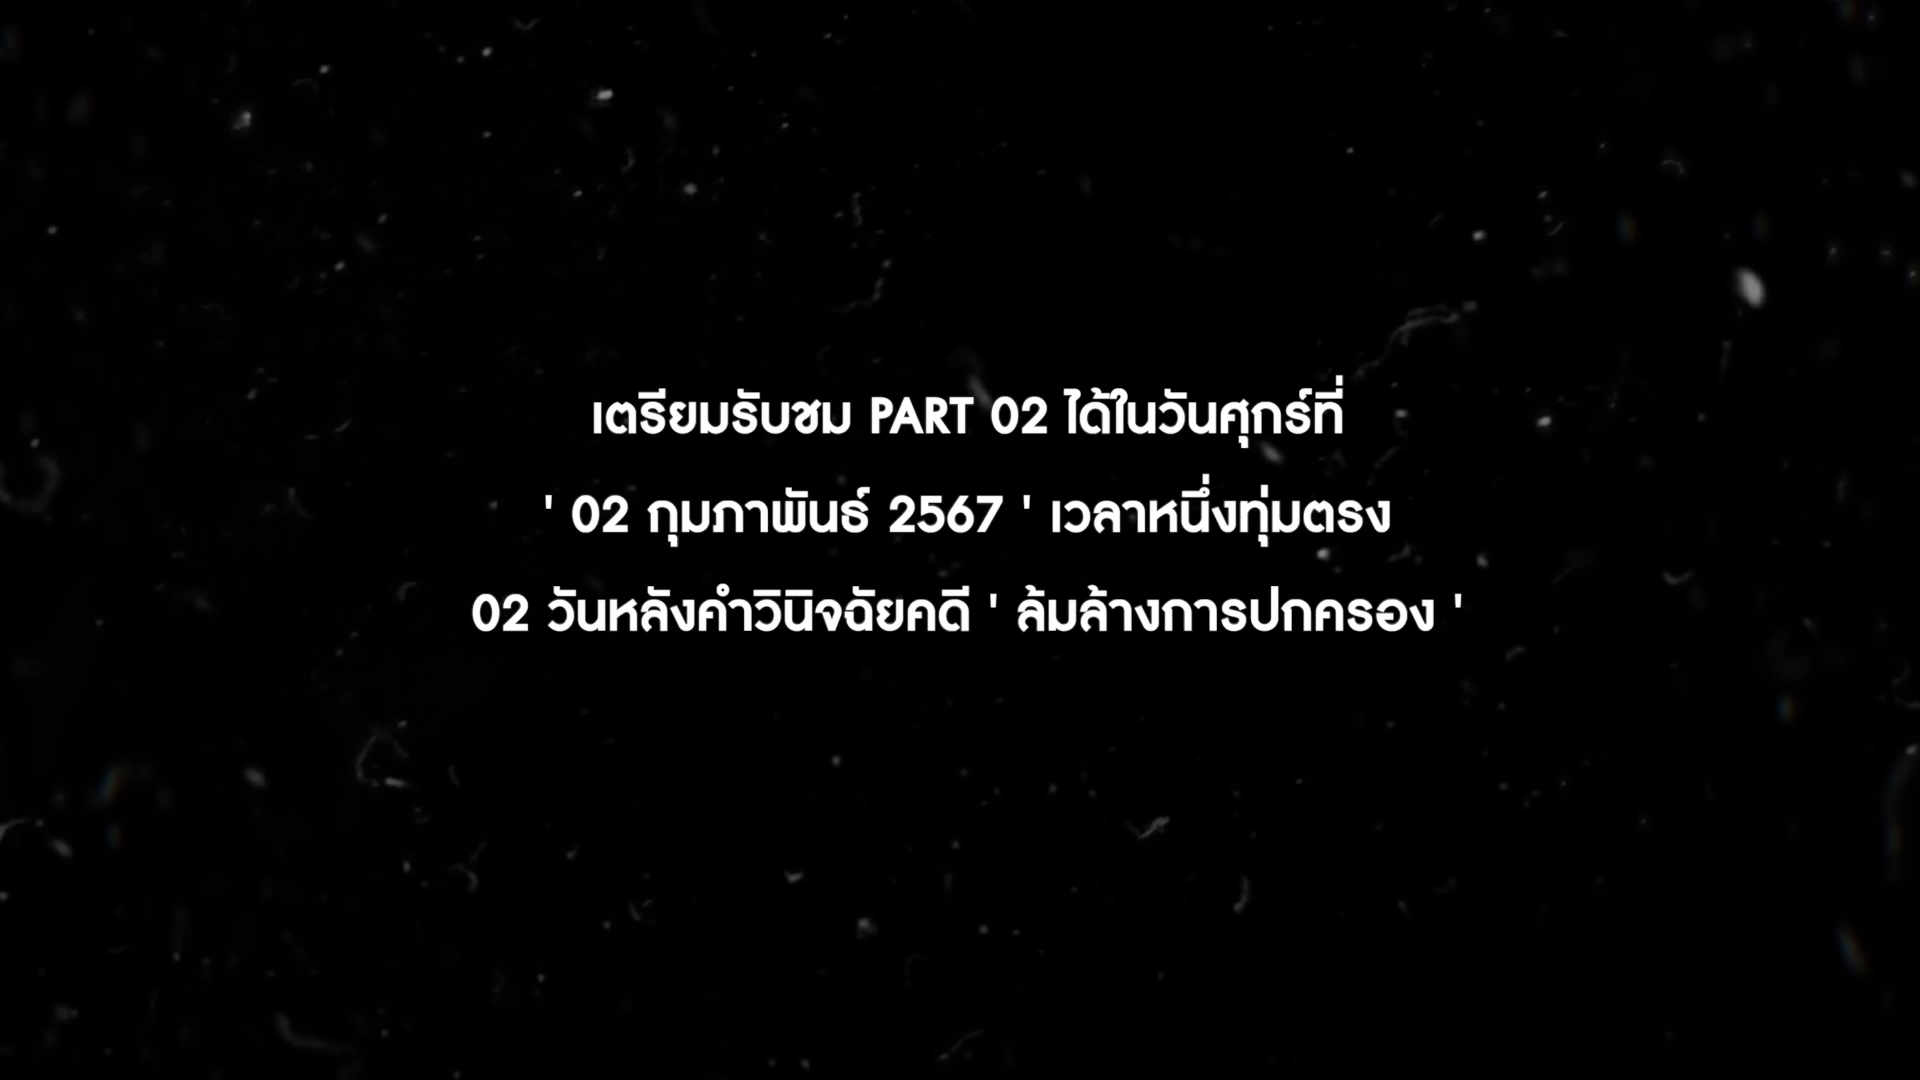 เตรียมรับชม PART 02 ได้ในวันศุกร์ที่
' 02 กุมภาพันธ์ 2567 ' เวลาหนึ่งทุ่มตรง
02 วันหลังคำวินิจฉัยคดี ' ล้มล้างการปกครอง '